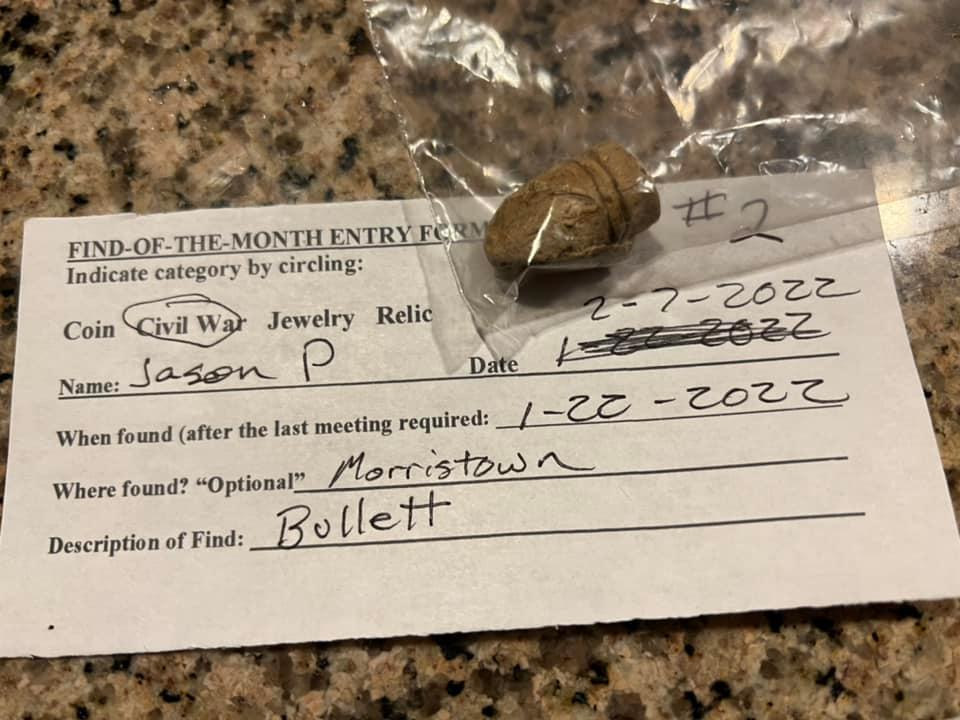 FIND-OF-THE-MONTH ENTRY FORM
Indicate category by circling:
#2
Coin Civil War Jewelry Relic
2-7-2022
Name: Jason P Date 1-22-2022
When found (after the last meeting required: 1-22-2022
Where found? “Optional” Morristown
Description of Find: Bullett